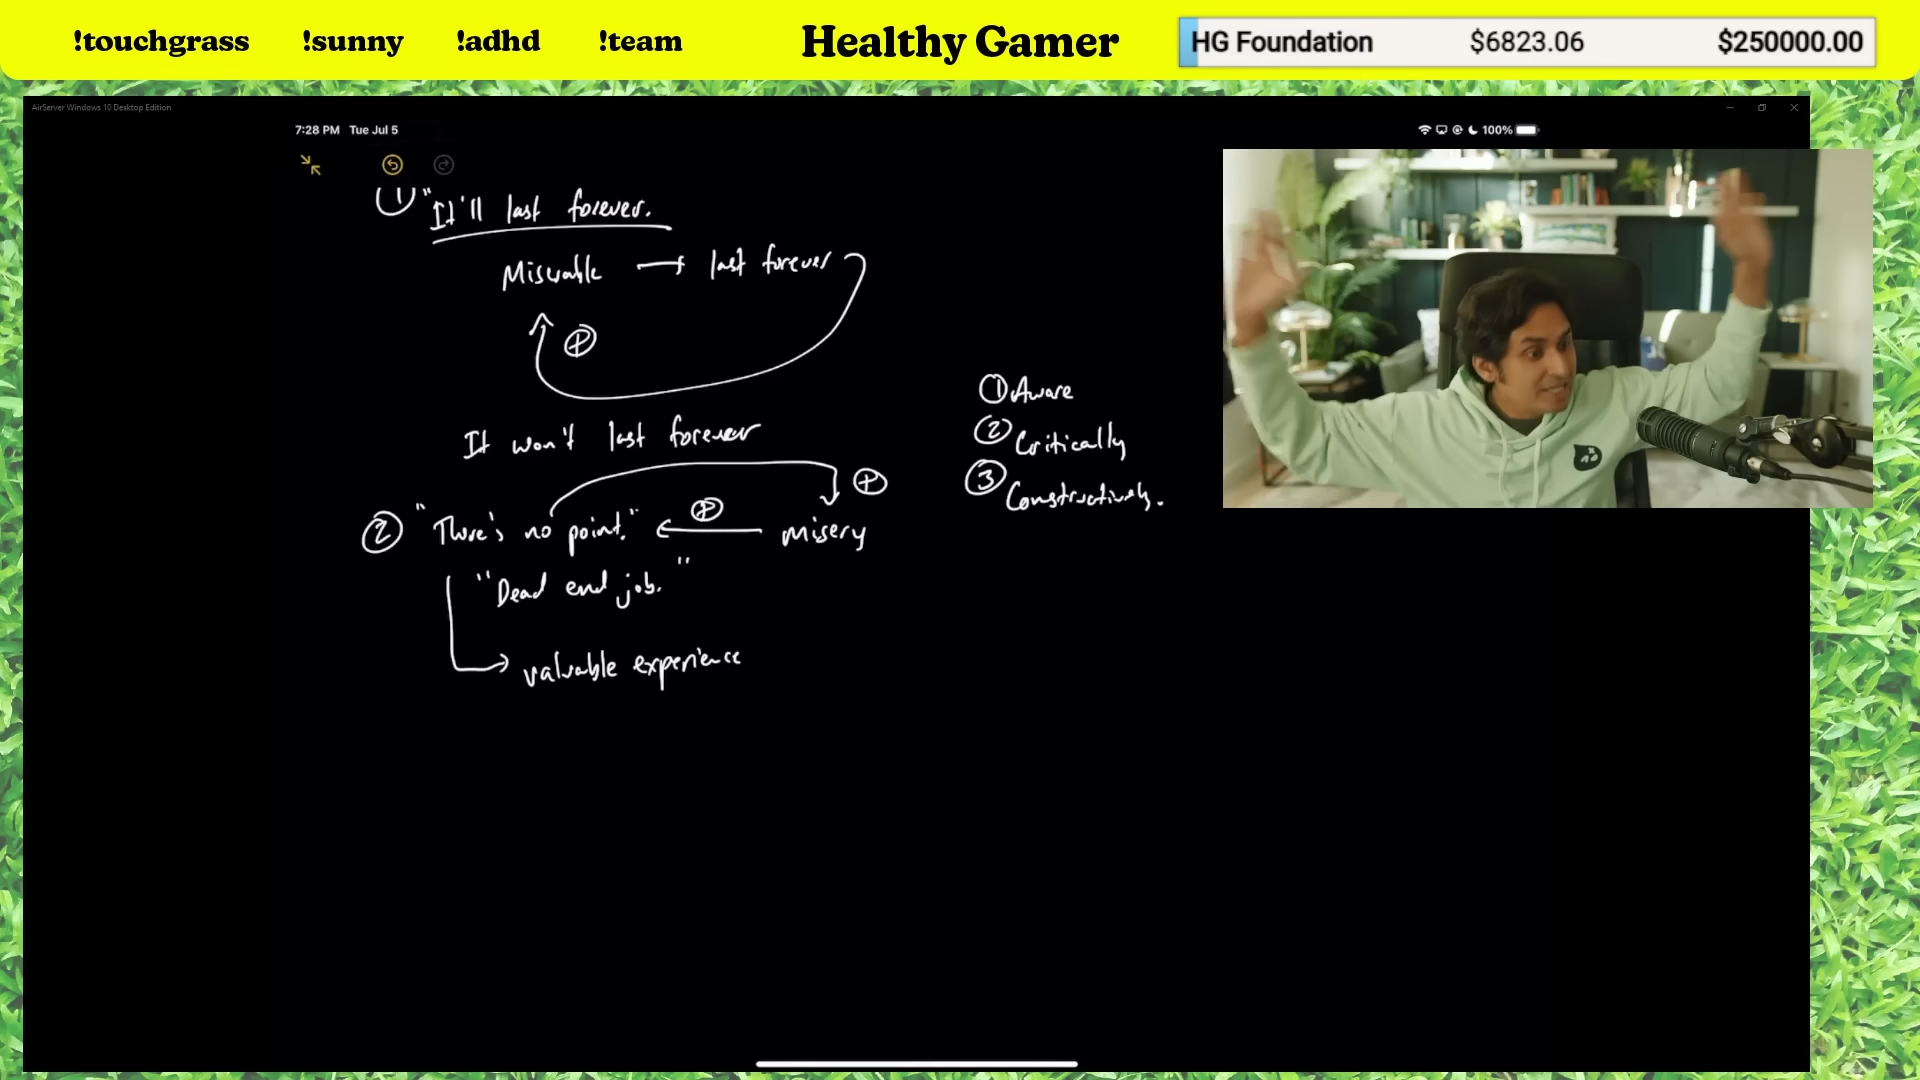 !touchgrass !sunny !adhd !team Healthy Gamer HG Foundation $6823.06 $250000.00
AirServer Windows 10 Desktop Edition
7:28 PM Tue Jul 5 100%
① "It'll last forever.
Miserable → last forever
⊕
It won't last forever
② "There's no point." ⊕ ← misery ⊕
"Dead end job."
→ valuable experience
① Aware
② Critically
③ Constructively.